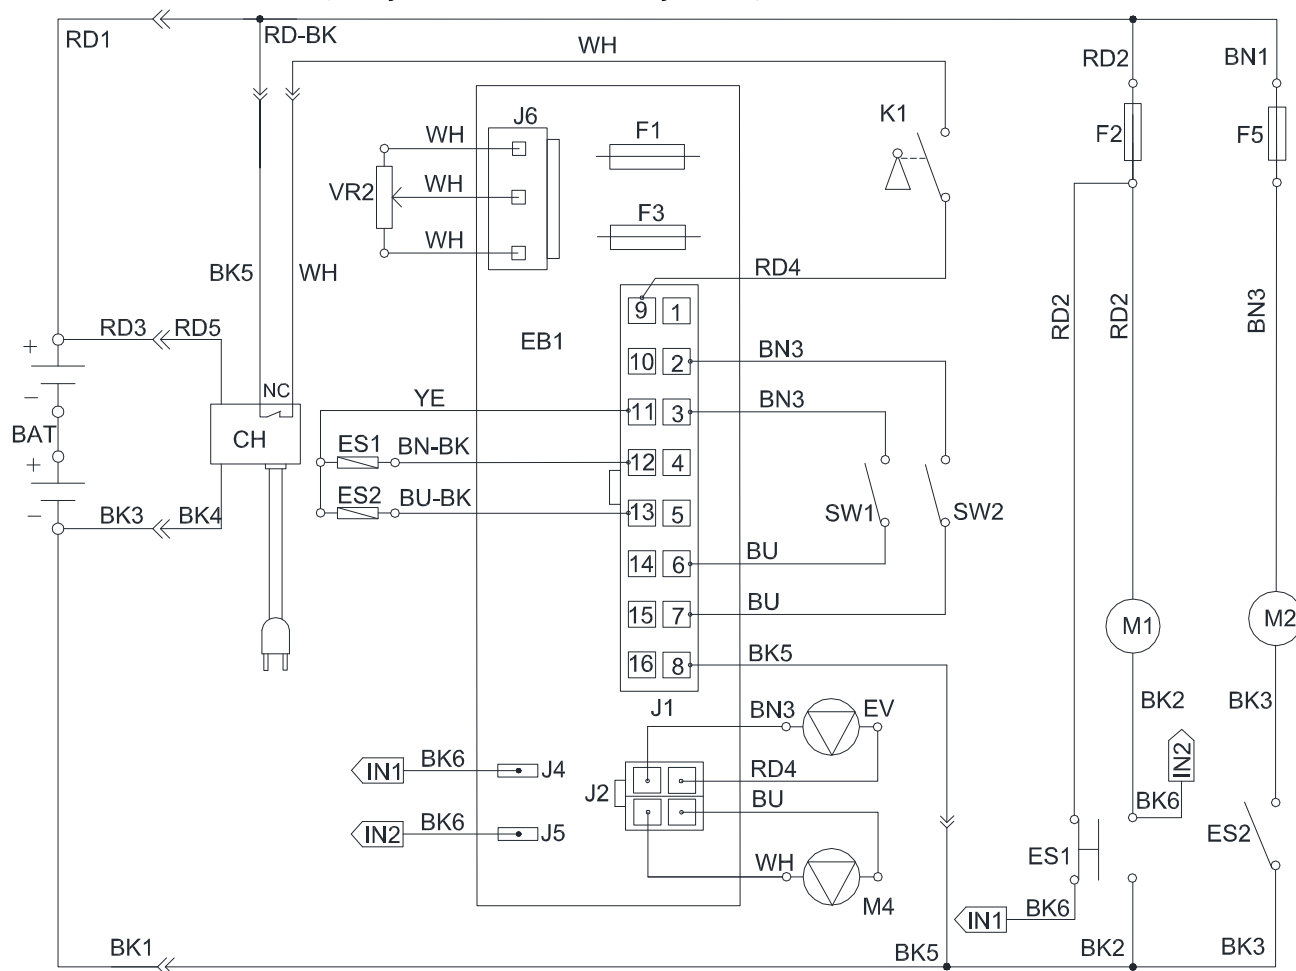 RD1
RD-BK
WH
RD2
BN1
K1
J6
F1
F2
F5
WH
VR2
WH
F3
WH
BK5
WH
RD4
RD2
RD2
BN3
RD3
RD5
9 1
EB1
+
10 2
BN3
NC
YE
11 3
BN3
−
BAT
CH
ES1
BN-BK
12 4
+
ES2
BU-BK
13 5
SW1
SW2
−
BK3
BK4
14 6
BU
15 7
BU
M1
M2
16 8
BK5
J1
BN3
EV
BK2
BK3
IN2
IN1
BK6
J4
RD4
J2
BU
BK6
IN2
BK6
J5
ES2
WH
ES1
M4
IN1
BK6
BK1
BK5
BK2
BK3